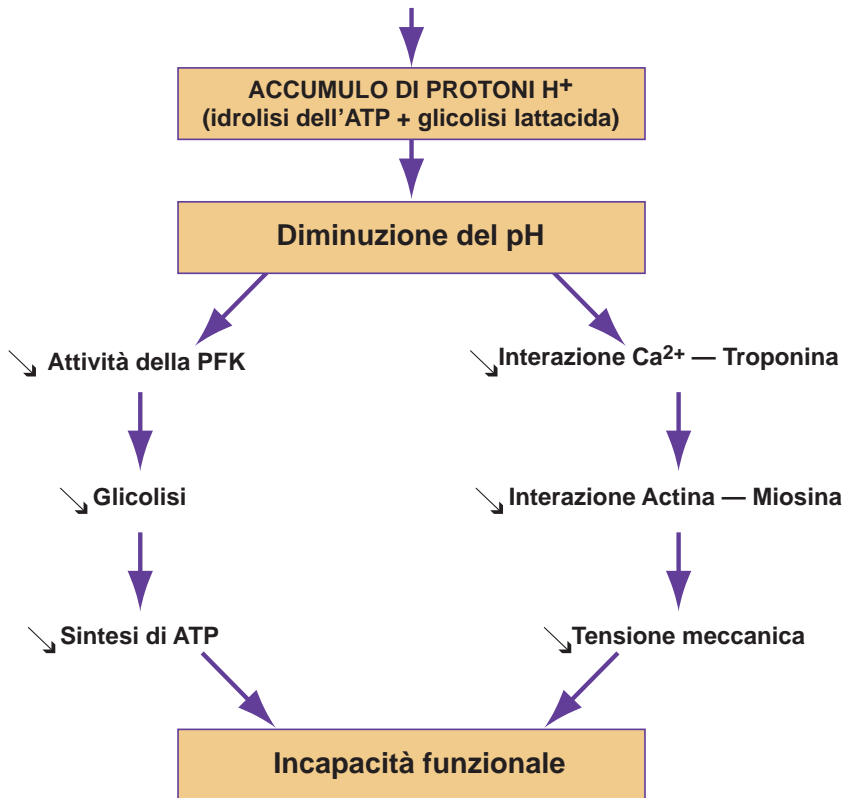 ACCUMULO DI PROTONI H⁺
(idrolisi dell'ATP + glicolisi lattacida)
Diminuzione del pH
Attività della PFK
Interazione Ca²⁺ — Troponina
Glicolisi
Interazione Actina — Miosina
Sintesi di ATP
Tensione meccanica
Incapacità funzionale